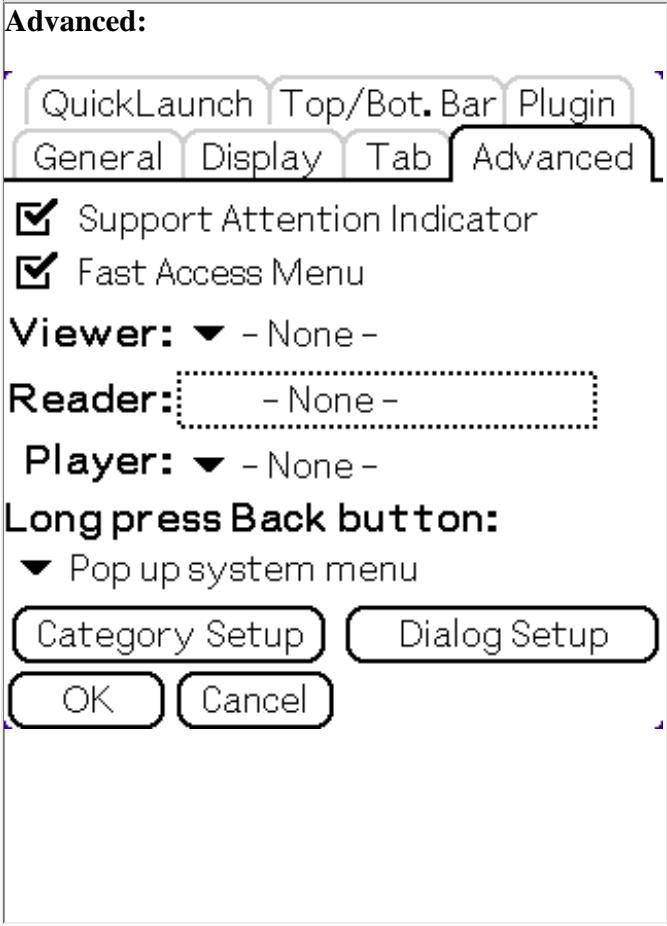 Advanced:
QuickLaunch Top/Bot. Bar Plugin
General Display Tab Advanced
Support Attention Indicator
Fast Access Menu
Viewer: - None -
Reader: - None -
Player: - None -
Long press Back button:
Pop up system menu
Category Setup Dialog Setup
OK Cancel